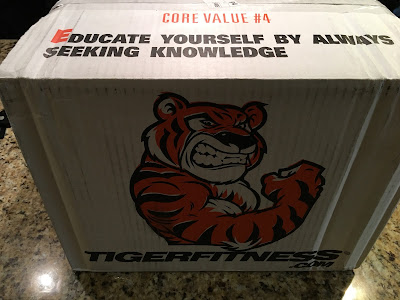 CORE VALUE #4
EDUCATE YOURSELF BY ALWAYS
SEEKING KNOWLEDGE
TIGERFITNESS
.COM